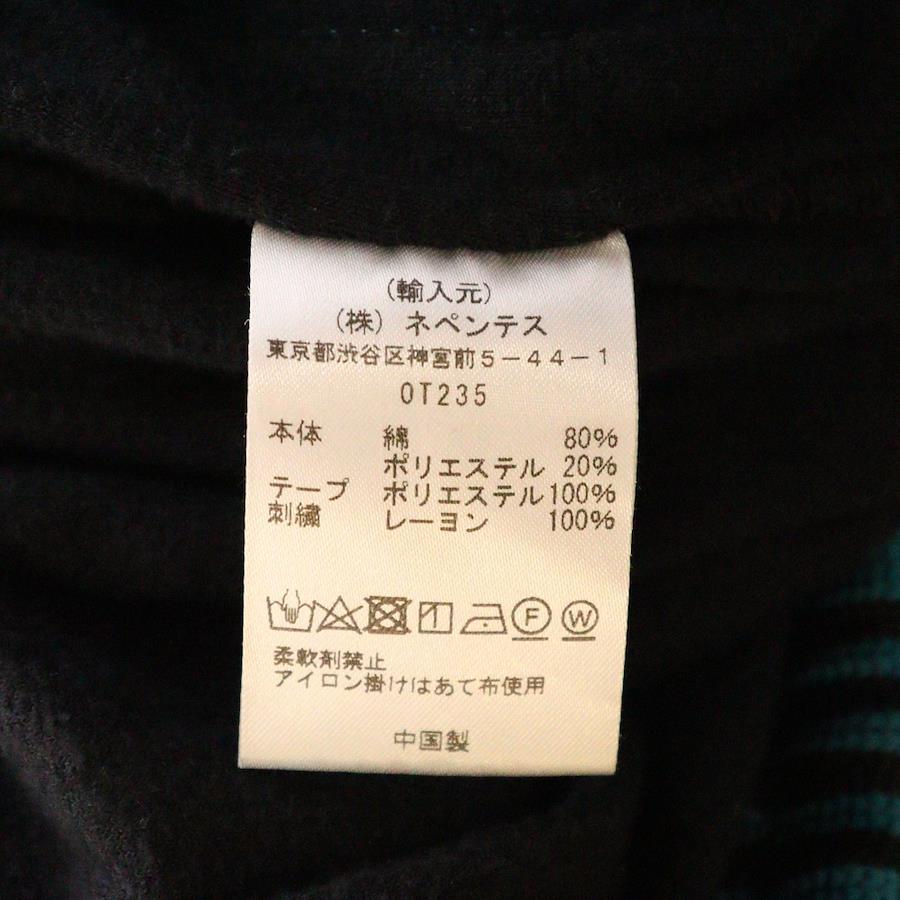 (輸入元)
(株) ネペンテス
東京都渋谷区神宮前5-44-1
OT235
本体 綿 80%
ポリエステル 20%
テープ ポリエステル 100%
刺繍 レーヨン 100%
F W
柔軟剤禁止
アイロン掛けはあて布使用
中国製